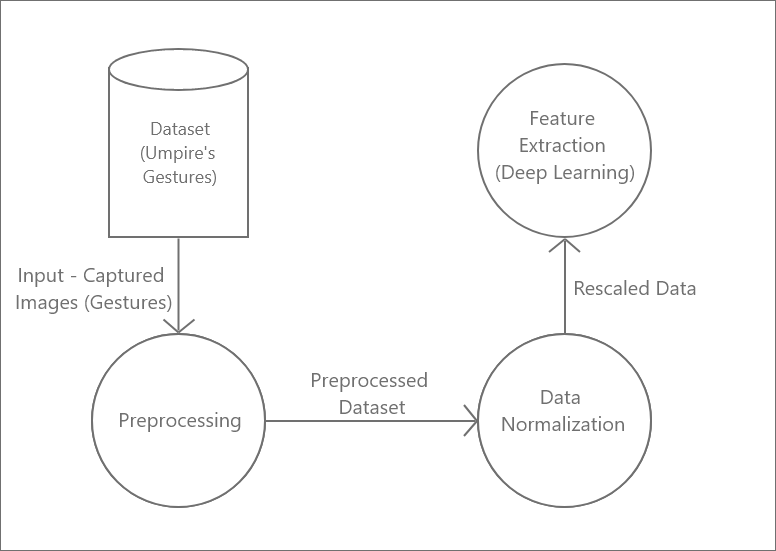 Dataset
(Umpire's
Gestures)
Input - Captured
Images (Gestures)
Preprocessing
Preprocessed
Dataset
Data
Normalization
Rescaled Data
Feature
Extraction
(Deep Learning)